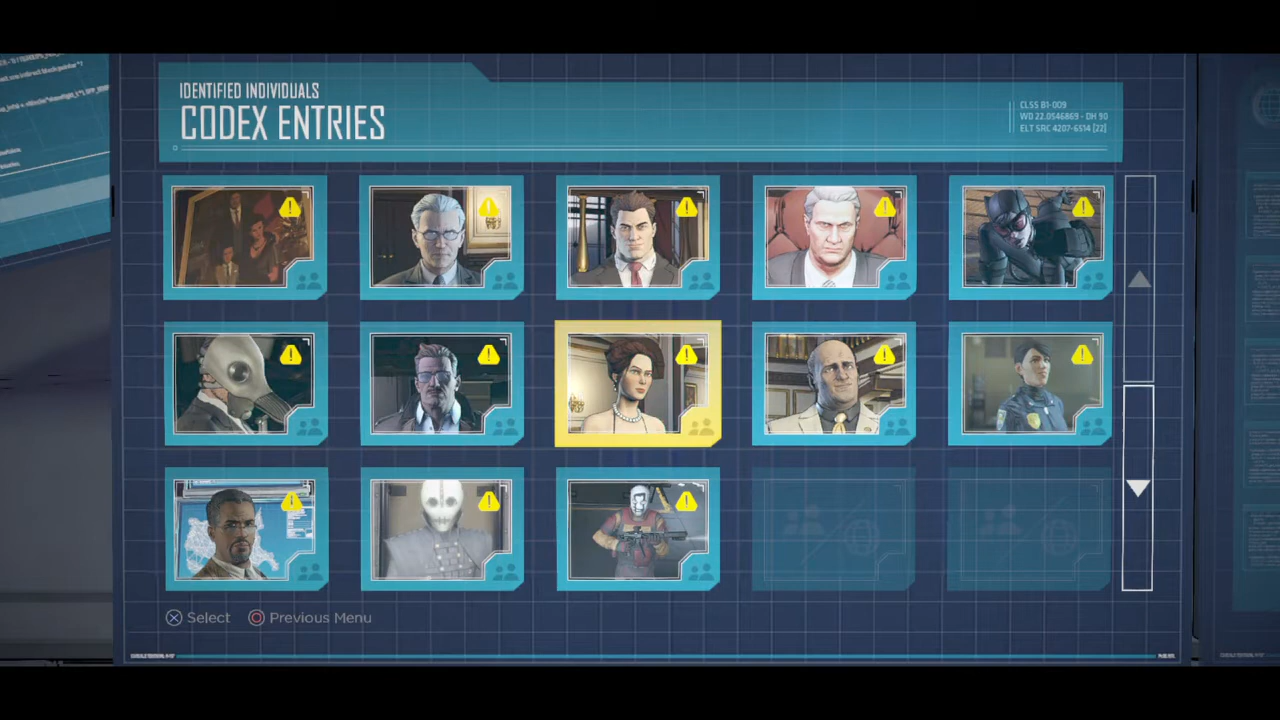 IDENTIFIED INDIVIDUALS
CODEX ENTRIES
CLSS B1-009
WD 22.0546869 - DH 90
ELT SRC 4207-6514 [22]
Select
Previous Menu